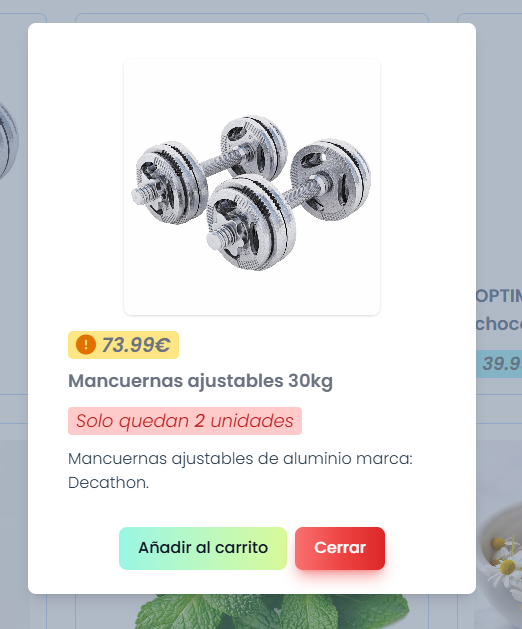 73.99€
Mancuernas ajustables 30kg
Solo quedan 2 unidades
Mancuernas ajustables de aluminio marca:
Decathon.
Añadir al carrito
Cerrar
OPTIM
choco
39.9